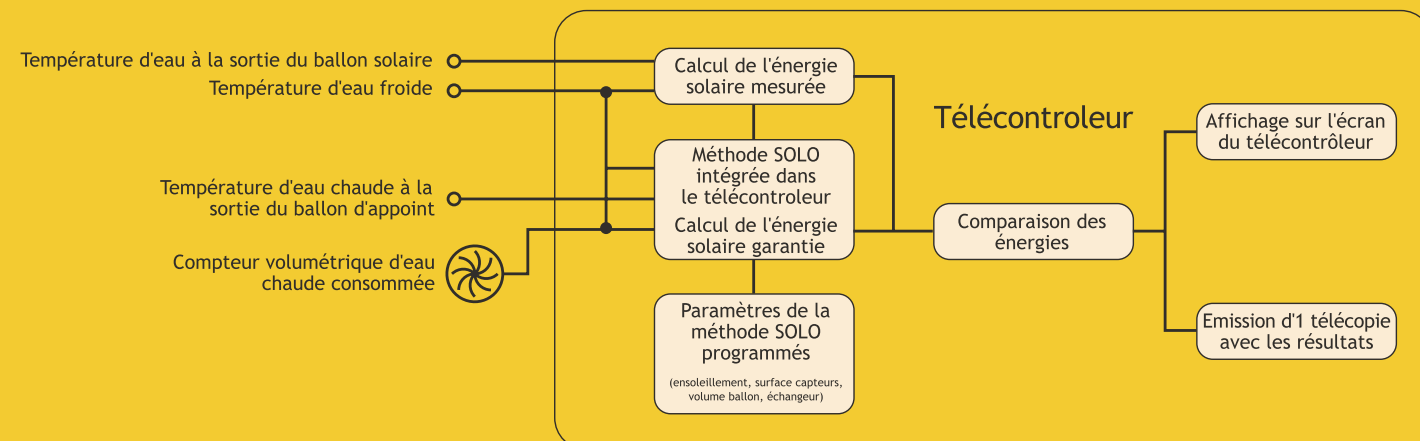 Température d'eau à la sortie du ballon solaire
Température d'eau froide
Température d'eau chaude à la
sortie du ballon d'appoint
Compteur volumétrique d'eau
chaude consommée
Calcul de l'énergie
solaire mesurée
Méthode SOLO
intégrée dans
le télécontroleur
Calcul de l'énergie
solaire garantie
Paramètres de la
méthode SOLO
programmés
(ensoleillement, surface capteurs,
volume ballon, échangeur)
Télécontroleur
Comparaison des
énergies
Affichage sur l'écran
du télécontrôleur
Emission d'1 télécopie
avec les résultats